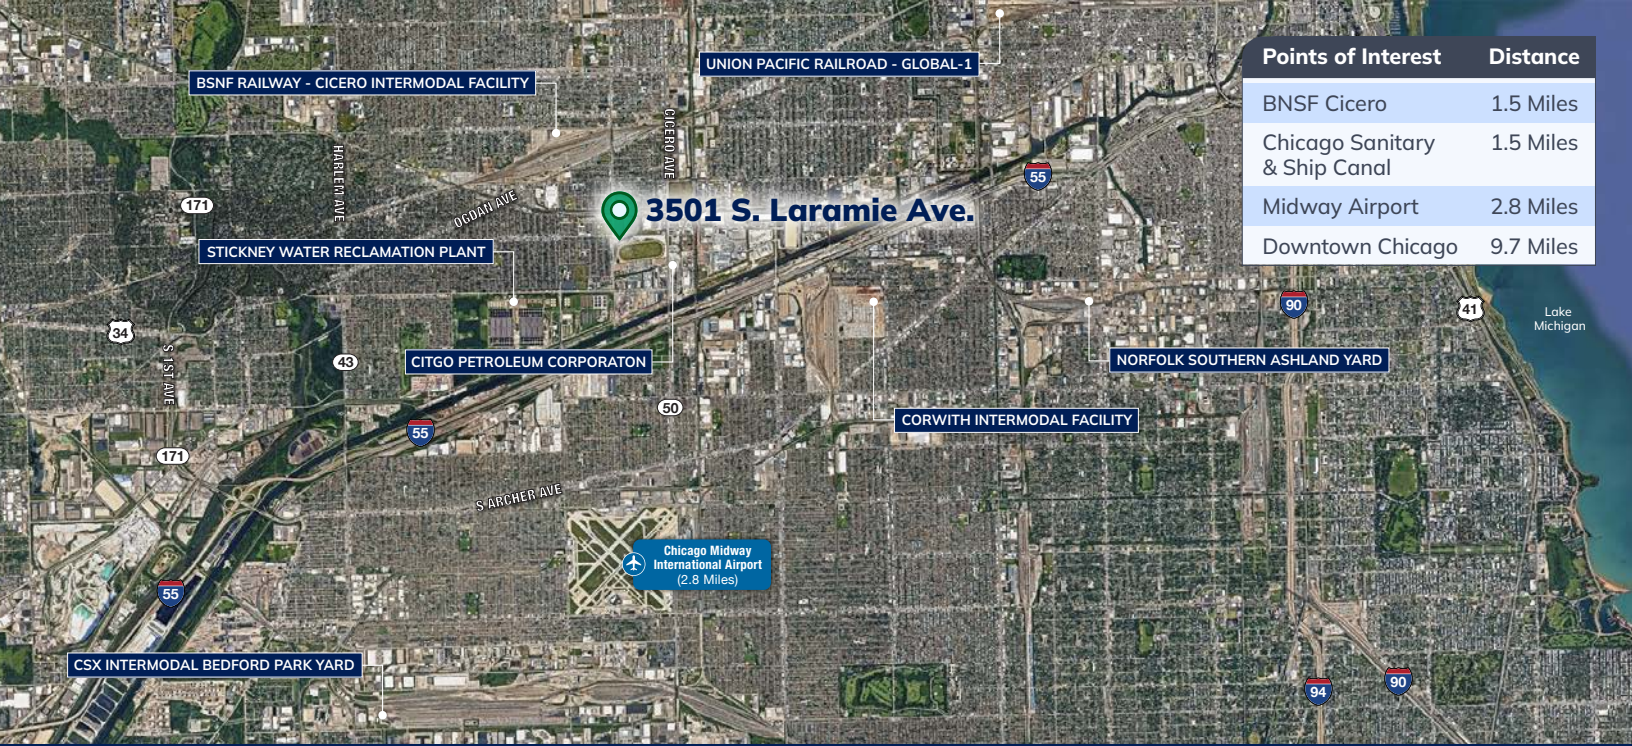 UNION PACIFIC RAILROAD - GLOBAL-1
BSNF RAILWAY - CICERO INTERMODAL FACILITY
Points of Interest Distance
BNSF Cicero 1.5 Miles
Chicago Sanitary 1.5 Miles
& Ship Canal
Midway Airport 2.8 Miles
Downtown Chicago 9.7 Miles
CICERO AVE
HARLEM AVE
55
171
OGDAN AVE
3501 S. Laramie Ave.
STICKNEY WATER RECLAMATION PLANT
90
41
Lake
Michigan
34
S 1ST AVE
43
CITGO PETROLEUM CORPORATON
NORFOLK SOUTHERN ASHLAND YARD
50
CORWITH INTERMODAL FACILITY
55
171
S ARCHER AVE
Chicago Midway
International Airport
(2.8 Miles)
55
CSX INTERMODAL BEDFORD PARK YARD
94
90